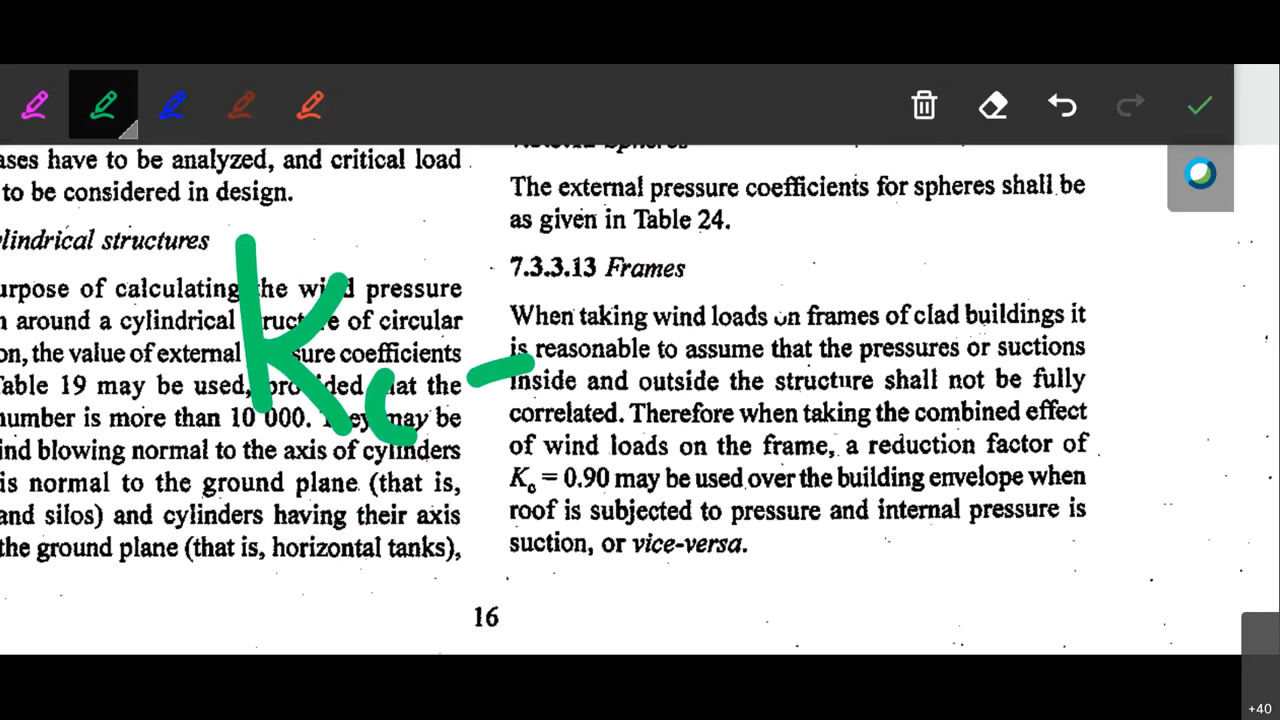 ases have to be analyzed, and critical load
to be considered in design.
ylindrical structures
urpose of calculating the wind pressure
n around a cylindrical structure of circular
on, the value of external pressure coefficients
Table 19 may be used, provided that the
number is more than 10 000. They may be
ind blowing normal to the axis of cylinders
is normal to the ground plane (that is,
and silos) and cylinders having their axis
the ground plane (that is, horizontal tanks),
Kc -
The external pressure coefficients for spheres shall be
as given in Table 24.
7.3.3.13 Frames
When taking wind loads on frames of clad buildings it
is reasonable to assume that the pressures or suctions
inside and outside the structure shall not be fully
correlated. Therefore when taking the combined effect
of wind loads on the frame, a reduction factor of
Kc = 0.90 may be used over the building envelope when
roof is subjected to pressure and internal pressure is
suction, or vice-versa.
16
+40